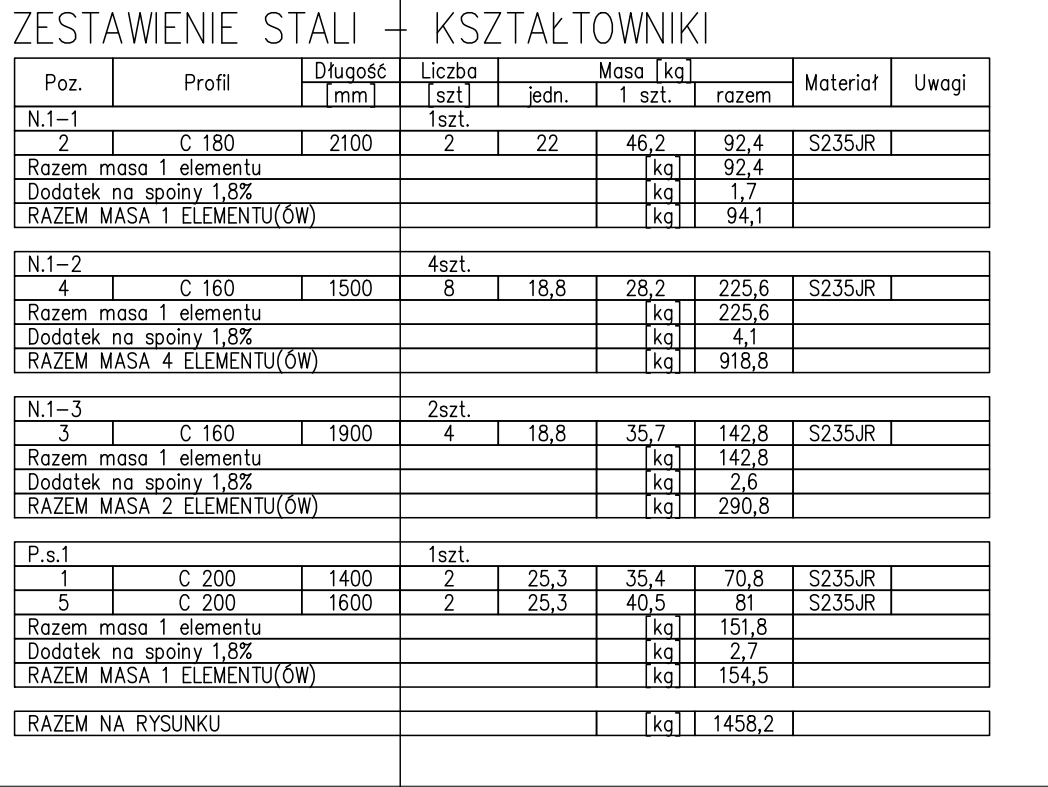 ZESTAWIENIE STALI – KSZTAŁTOWNIKI
Poz. Profil Długość [mm] Liczba [szt] Masa [kg] jedn. 1 szt. razem Materiał Uwagi
N.1–1 1szt.
2 C 180 2100 2 22 46,2 92,4 S235JR
Razem masa 1 elementu [kg] 92,4
Dodatek na spoiny 1,8% [kg] 1,7
RAZEM MASA 1 ELEMENTU(ÓW) [kg] 94,1
N.1–2 4szt.
4 C 160 1500 8 18,8 28,2 225,6 S235JR
Razem masa 1 elementu [kg] 225,6
Dodatek na spoiny 1,8% [kg] 4,1
RAZEM MASA 4 ELEMENTU(ÓW) [kg] 918,8
N.1–3 2szt.
3 C 160 1900 4 18,8 35,7 142,8 S235JR
Razem masa 1 elementu [kg] 142,8
Dodatek na spoiny 1,8% [kg] 2,6
RAZEM MASA 2 ELEMENTU(ÓW) [kg] 290,8
P.s.1 1szt.
1 C 200 1400 2 25,3 35,4 70,8 S235JR
5 C 200 1600 2 25,3 40,5 81 S235JR
Razem masa 1 elementu [kg] 151,8
Dodatek na spoiny 1,8% [kg] 2,7
RAZEM MASA 1 ELEMENTU(ÓW) [kg] 154,5
RAZEM NA RYSUNKU [kg] 1458,2